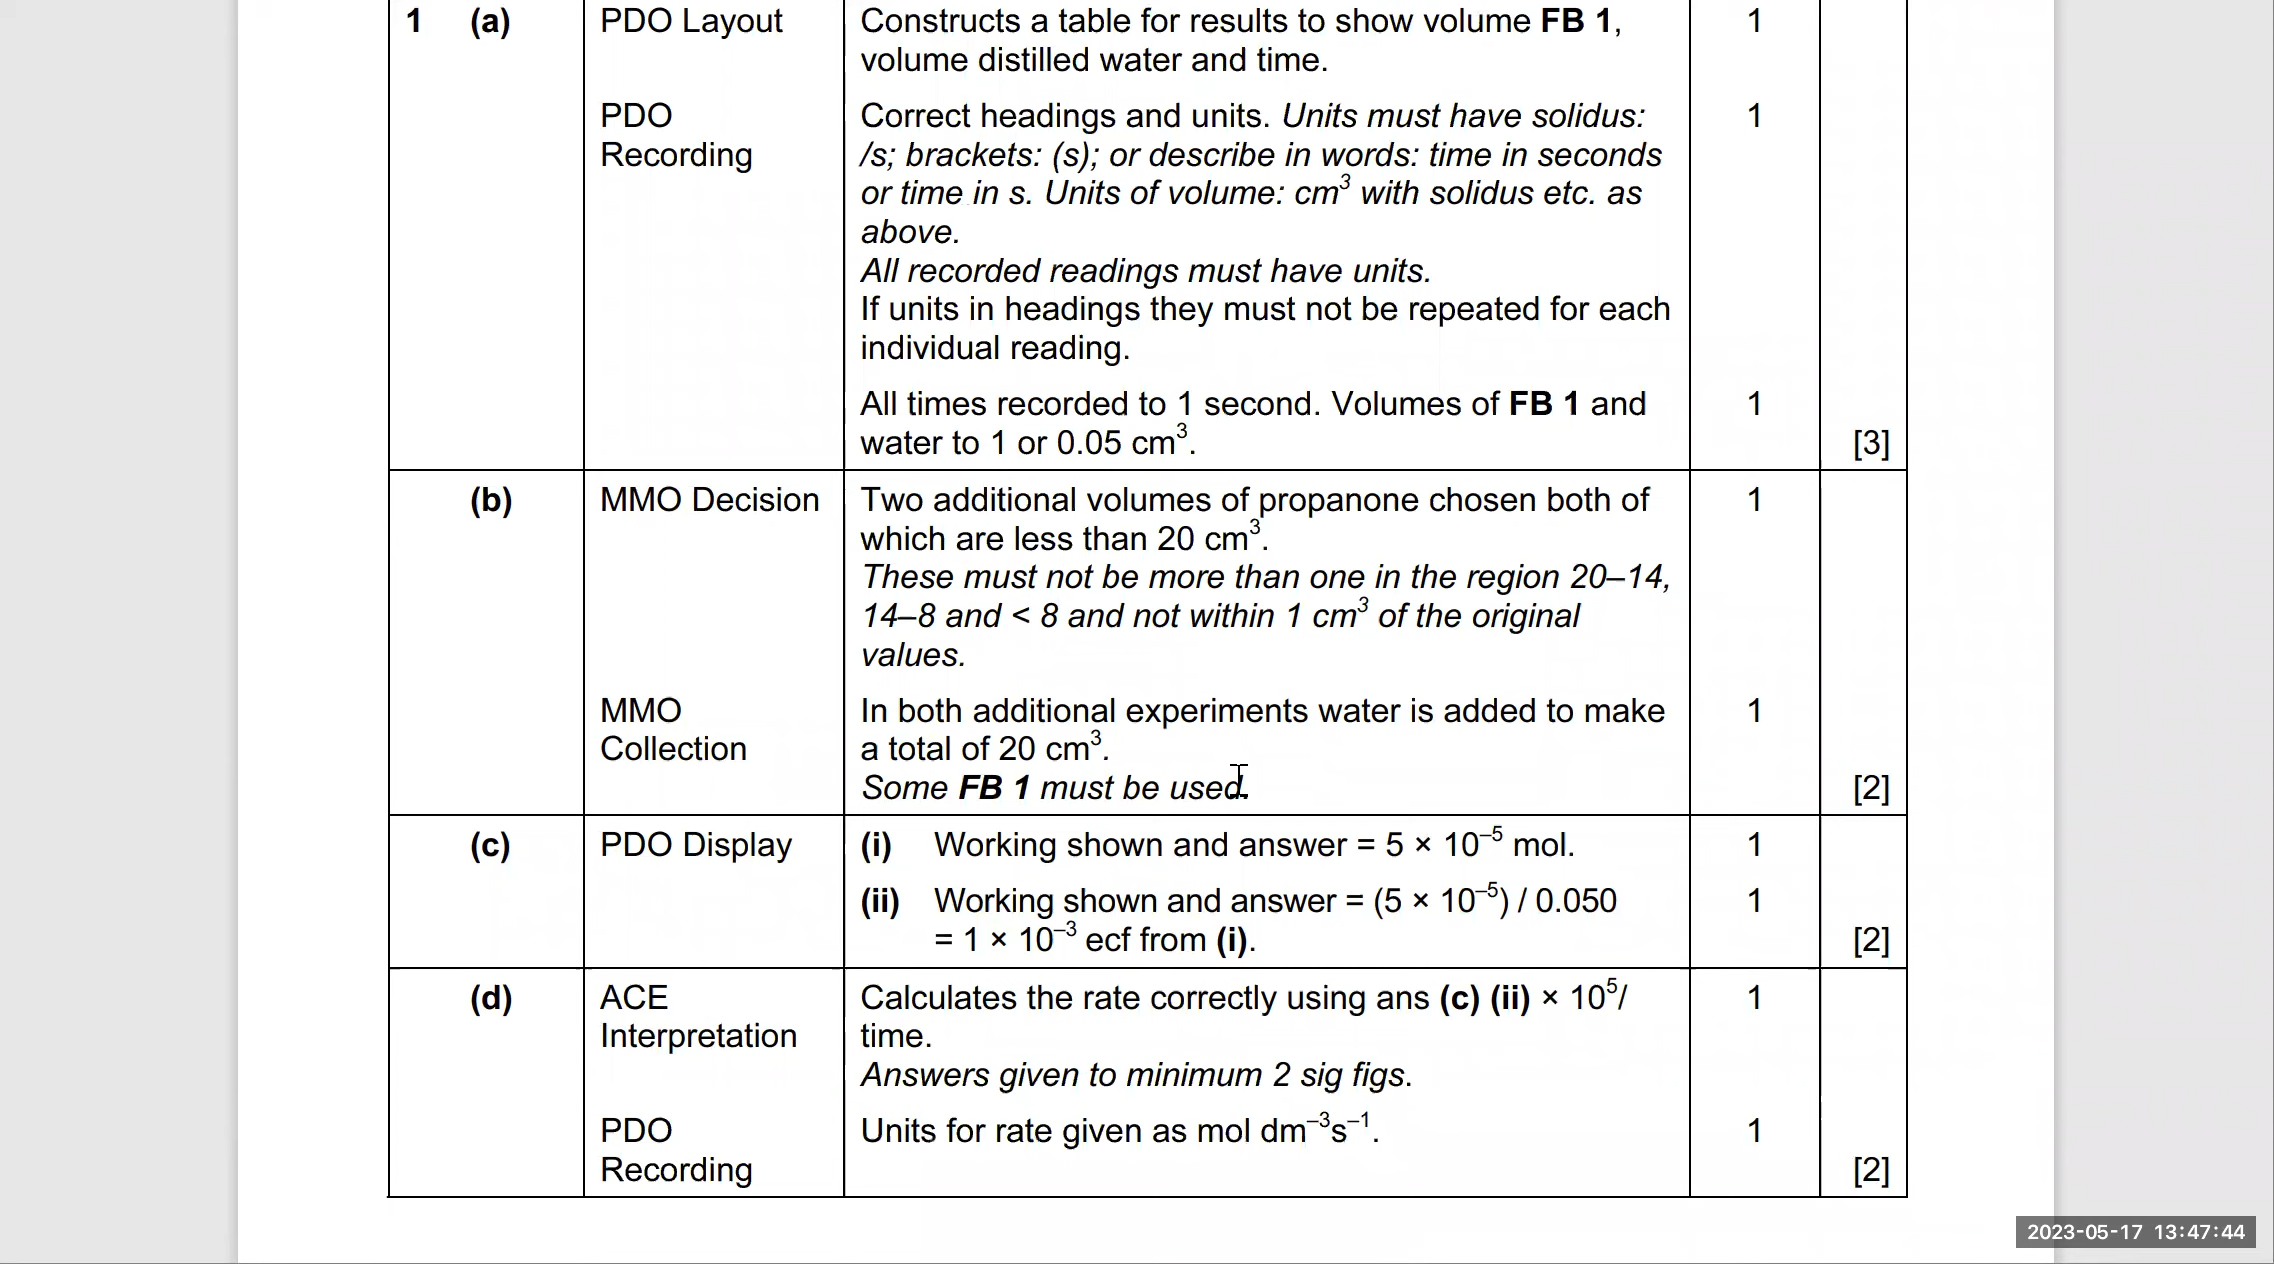 1 (a) PDO Layout Constructs a table for results to show volume FB 1, 1
volume distilled water and time.
PDO Correct headings and units. Units must have solidus: 1
Recording /s; brackets: (s); or describe in words: time in seconds
or time in s. Units of volume: cm³ with solidus etc. as
above.
All recorded readings must have units.
If units in headings they must not be repeated for each
individual reading.
All times recorded to 1 second. Volumes of FB 1 and 1
water to 1 or 0.05 cm³. [3]
(b) MMO Decision Two additional volumes of propanone chosen both of 1
which are less than 20 cm³.
These must not be more than one in the region 20–14,
14–8 and < 8 and not within 1 cm³ of the original
values.
MMO In both additional experiments water is added to make 1
Collection a total of 20 cm³.
Some FB 1 must be used. [2]
(c) PDO Display (i) Working shown and answer = 5 × 10⁻⁵ mol. 1
(ii) Working shown and answer = (5 × 10⁻⁵) / 0.050 1
= 1 × 10⁻³ ecf from (i). [2]
(d) ACE Calculates the rate correctly using ans (c) (ii) × 10⁵/ 1
Interpretation time.
Answers given to minimum 2 sig figs.
PDO Units for rate given as mol dm⁻³s⁻¹. 1
Recording [2]
2023-05-17 13:47:44